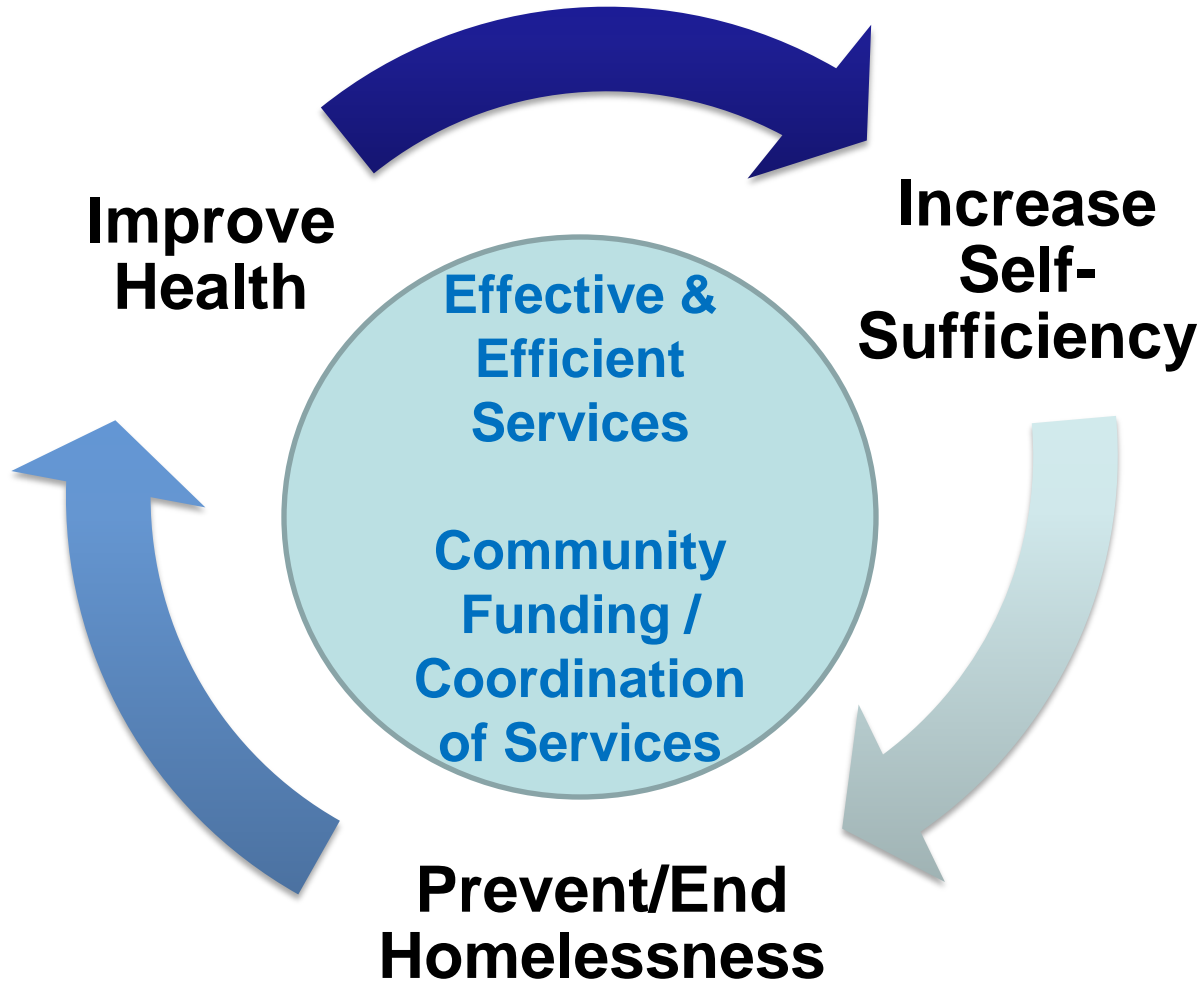 Improve
Health
Increase
Self-
Sufficiency
Effective &
Efficient
Services
Community
Funding /
Coordination
of Services
Prevent/End
Homelessness